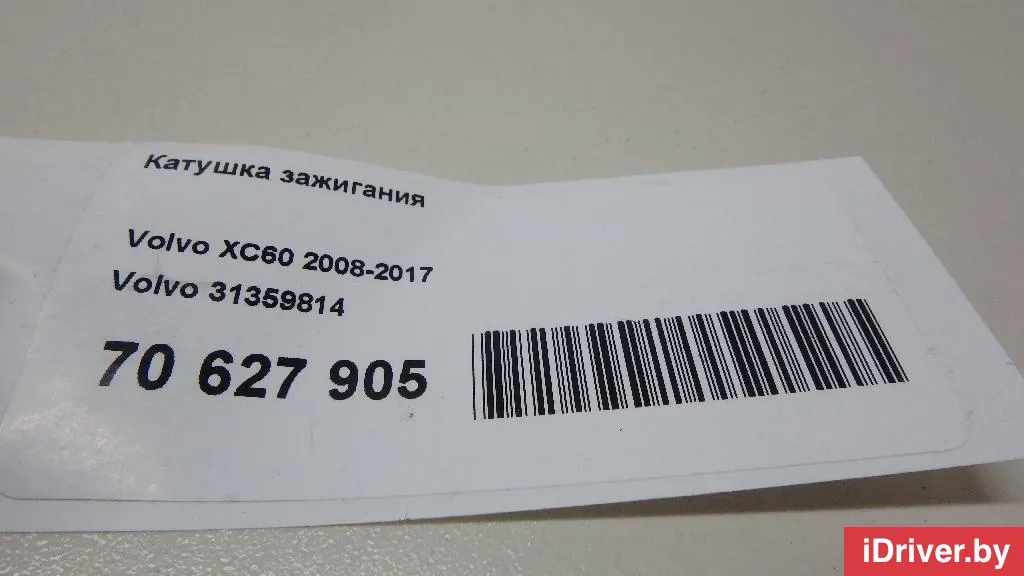 Катушка зажигания
Volvo XC60 2008-2017
Volvo 31359814
70 627 905
iDriver.by